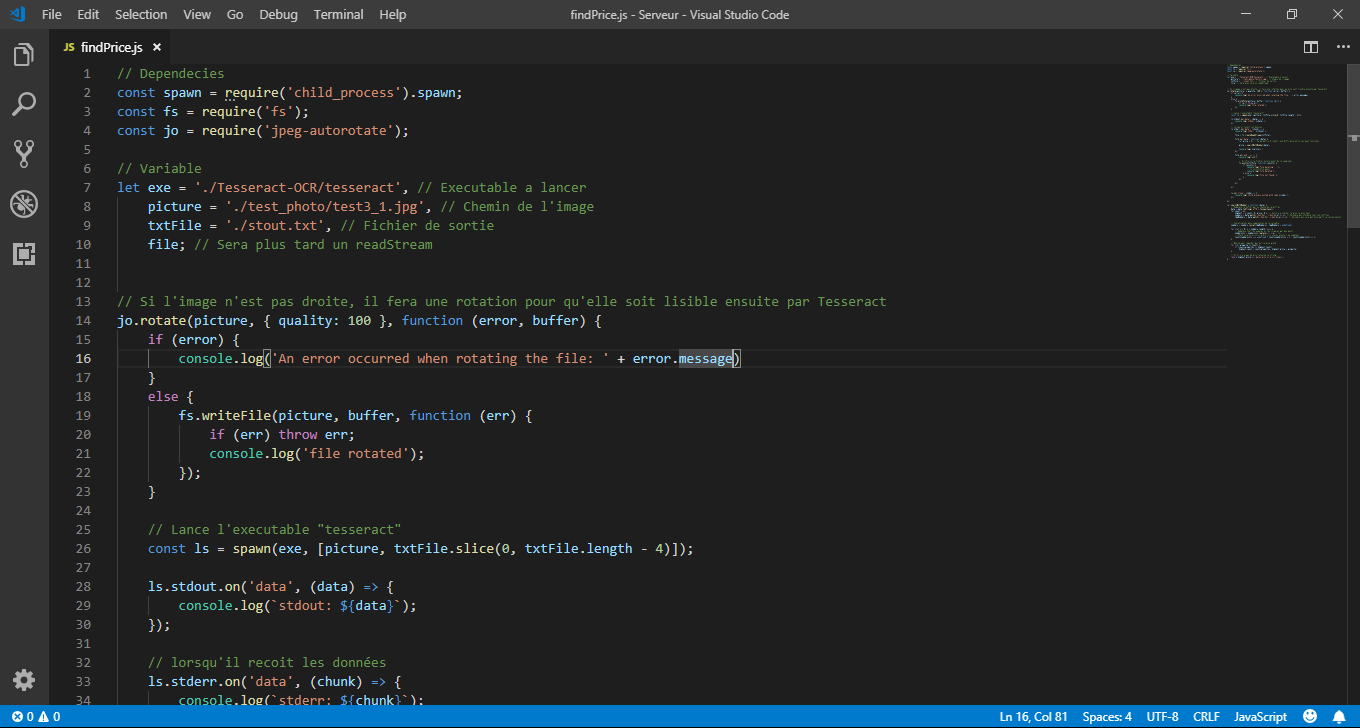 File Edit Selection View Go Debug Terminal Help
findPrice.js - Serveur - Visual Studio Code
JS findPrice.js
1 // Dependecies
2 const spawn = require('child_process').spawn;
3 const fs = require('fs');
4 const jo = require('jpeg-autorotate');
5
6 // Variable
7 let exe = './Tesseract-OCR/tesseract', // Executable a lancer
8     picture = './test_photo/test3_1.jpg', // Chemin de l'image
9     txtFile = './stout.txt', // Fichier de sortie
10     file; // Sera plus tard un readStream
11
12
13 // Si l'image n'est pas droite, il fera une rotation pour qu'elle soit lisible ensuite par Tesseract
14 jo.rotate(picture, { quality: 100 }, function (error, buffer) {
15     if (error) {
16         console.log('An error occurred when rotating the file: ' + error.message)
17     }
18     else {
19         fs.writeFile(picture, buffer, function (err) {
20             if (err) throw err;
21             console.log('file rotated');
22         });
23     }
24
25     // Lance l'executable "tesseract"
26     const ls = spawn(exe, [picture, txtFile.slice(0, txtFile.length - 4)]);
27
28     ls.stdout.on('data', (data) => {
29         console.log(`stdout: ${data}`);
30     });
31
32     // lorsqu'il recoit les données
33     ls.stderr.on('data', (chunk) => {
34         console.log(`stderr: ${chunk}`);
0 0
Ln 16, Col 81 Spaces: 4 UTF-8 CRLF JavaScript